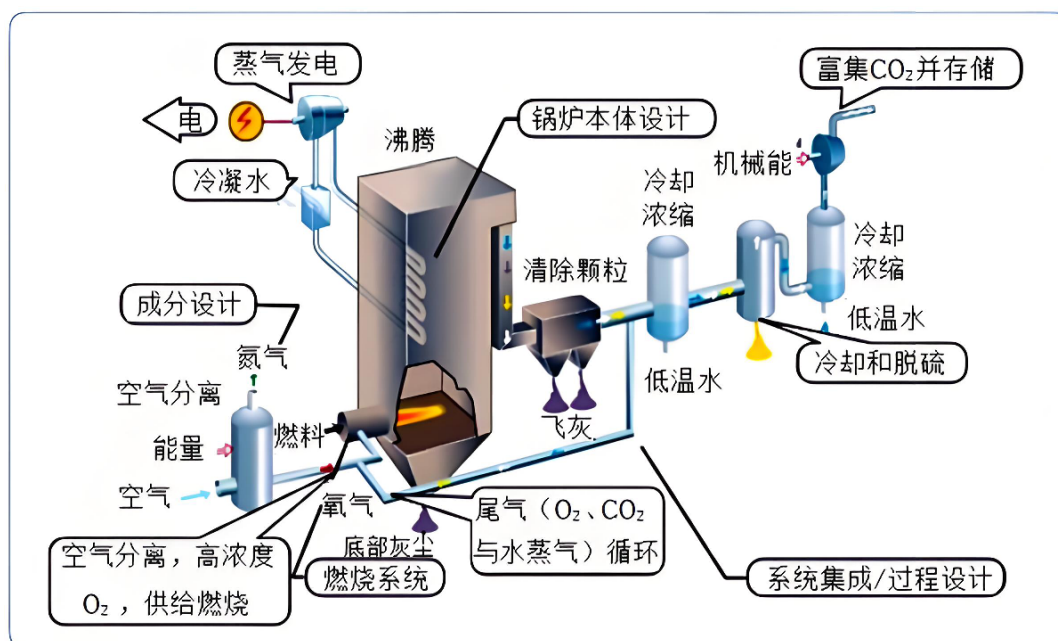 蒸气发电
富集CO₂并存储
电
锅炉本体设计
沸腾
机械能
冷凝水
冷却
浓缩
冷却
浓缩
清除颗粒
成分设计
低温水
氮气
冷却和脱硫
空气分离
低温水
燃料
飞灰
能量
空气
氧气
尾气（O₂、CO₂
与水蒸气）循环
底部灰尘
空气分离，高浓度
O₂，供给燃烧
燃烧系统
系统集成/过程设计